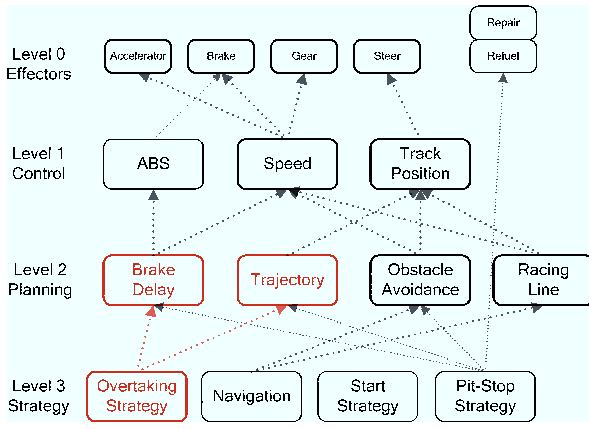 Repair
Level 0
Effectors
Accelerator
Brake
Gear
Steer
Refuel
Level 1
Control
ABS
Speed
Track
Position
Level 2
Planning
Brake
Delay
Trajectory
Obstacle
Avoidance
Racing
Line
Level 3
Strategy
Overtaking
Strategy
Navigation
Start
Strategy
Pit-Stop
Strategy